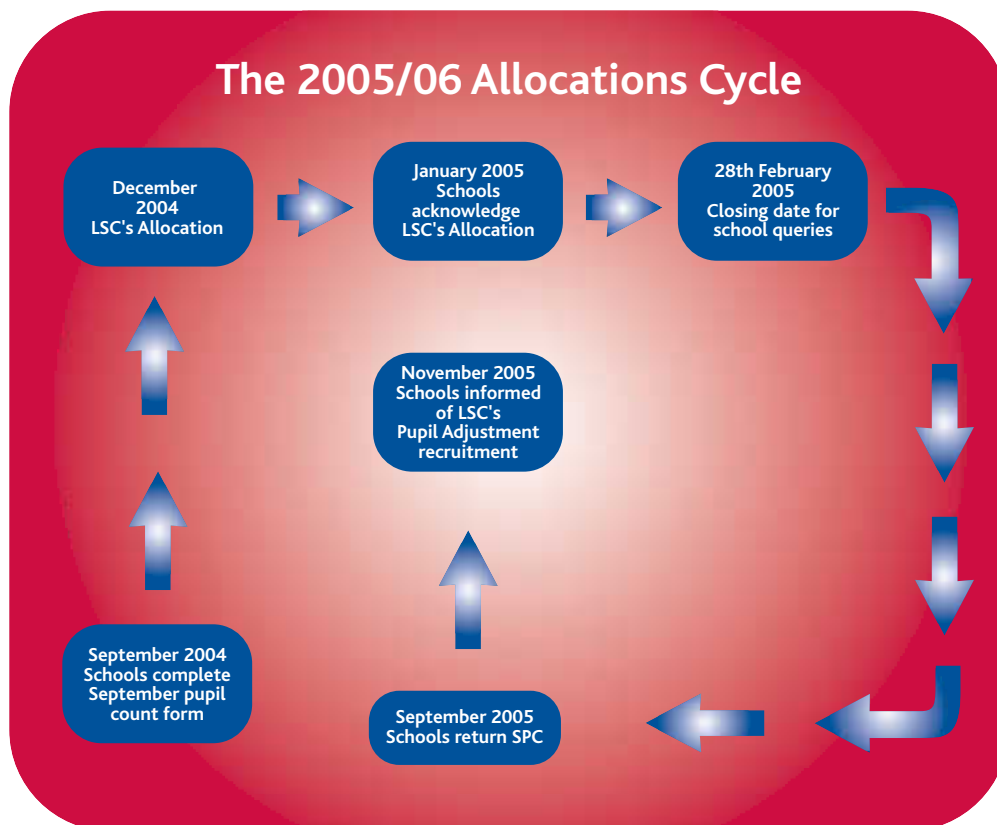 The 2005/06 Allocations Cycle
December
2004
LSC's Allocation
January 2005
Schools
acknowledge
LSC's Allocation
28th February
2005
Closing date for
school queries
November 2005
Schools informed
of LSC's
Pupil Adjustment
recruitment
September 2004
Schools complete
September pupil
count form
September 2005
Schools return SPC